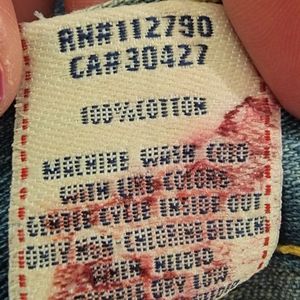 RN#112790
CA#30427
100%COTTON
MACHINE WASH COLD
WITH LIKE COLORS
GENTLE CYCLE INSIDE OUT
ONLY NON-CHLORINE BLEACH
WHEN NEEDED
DRY LOW